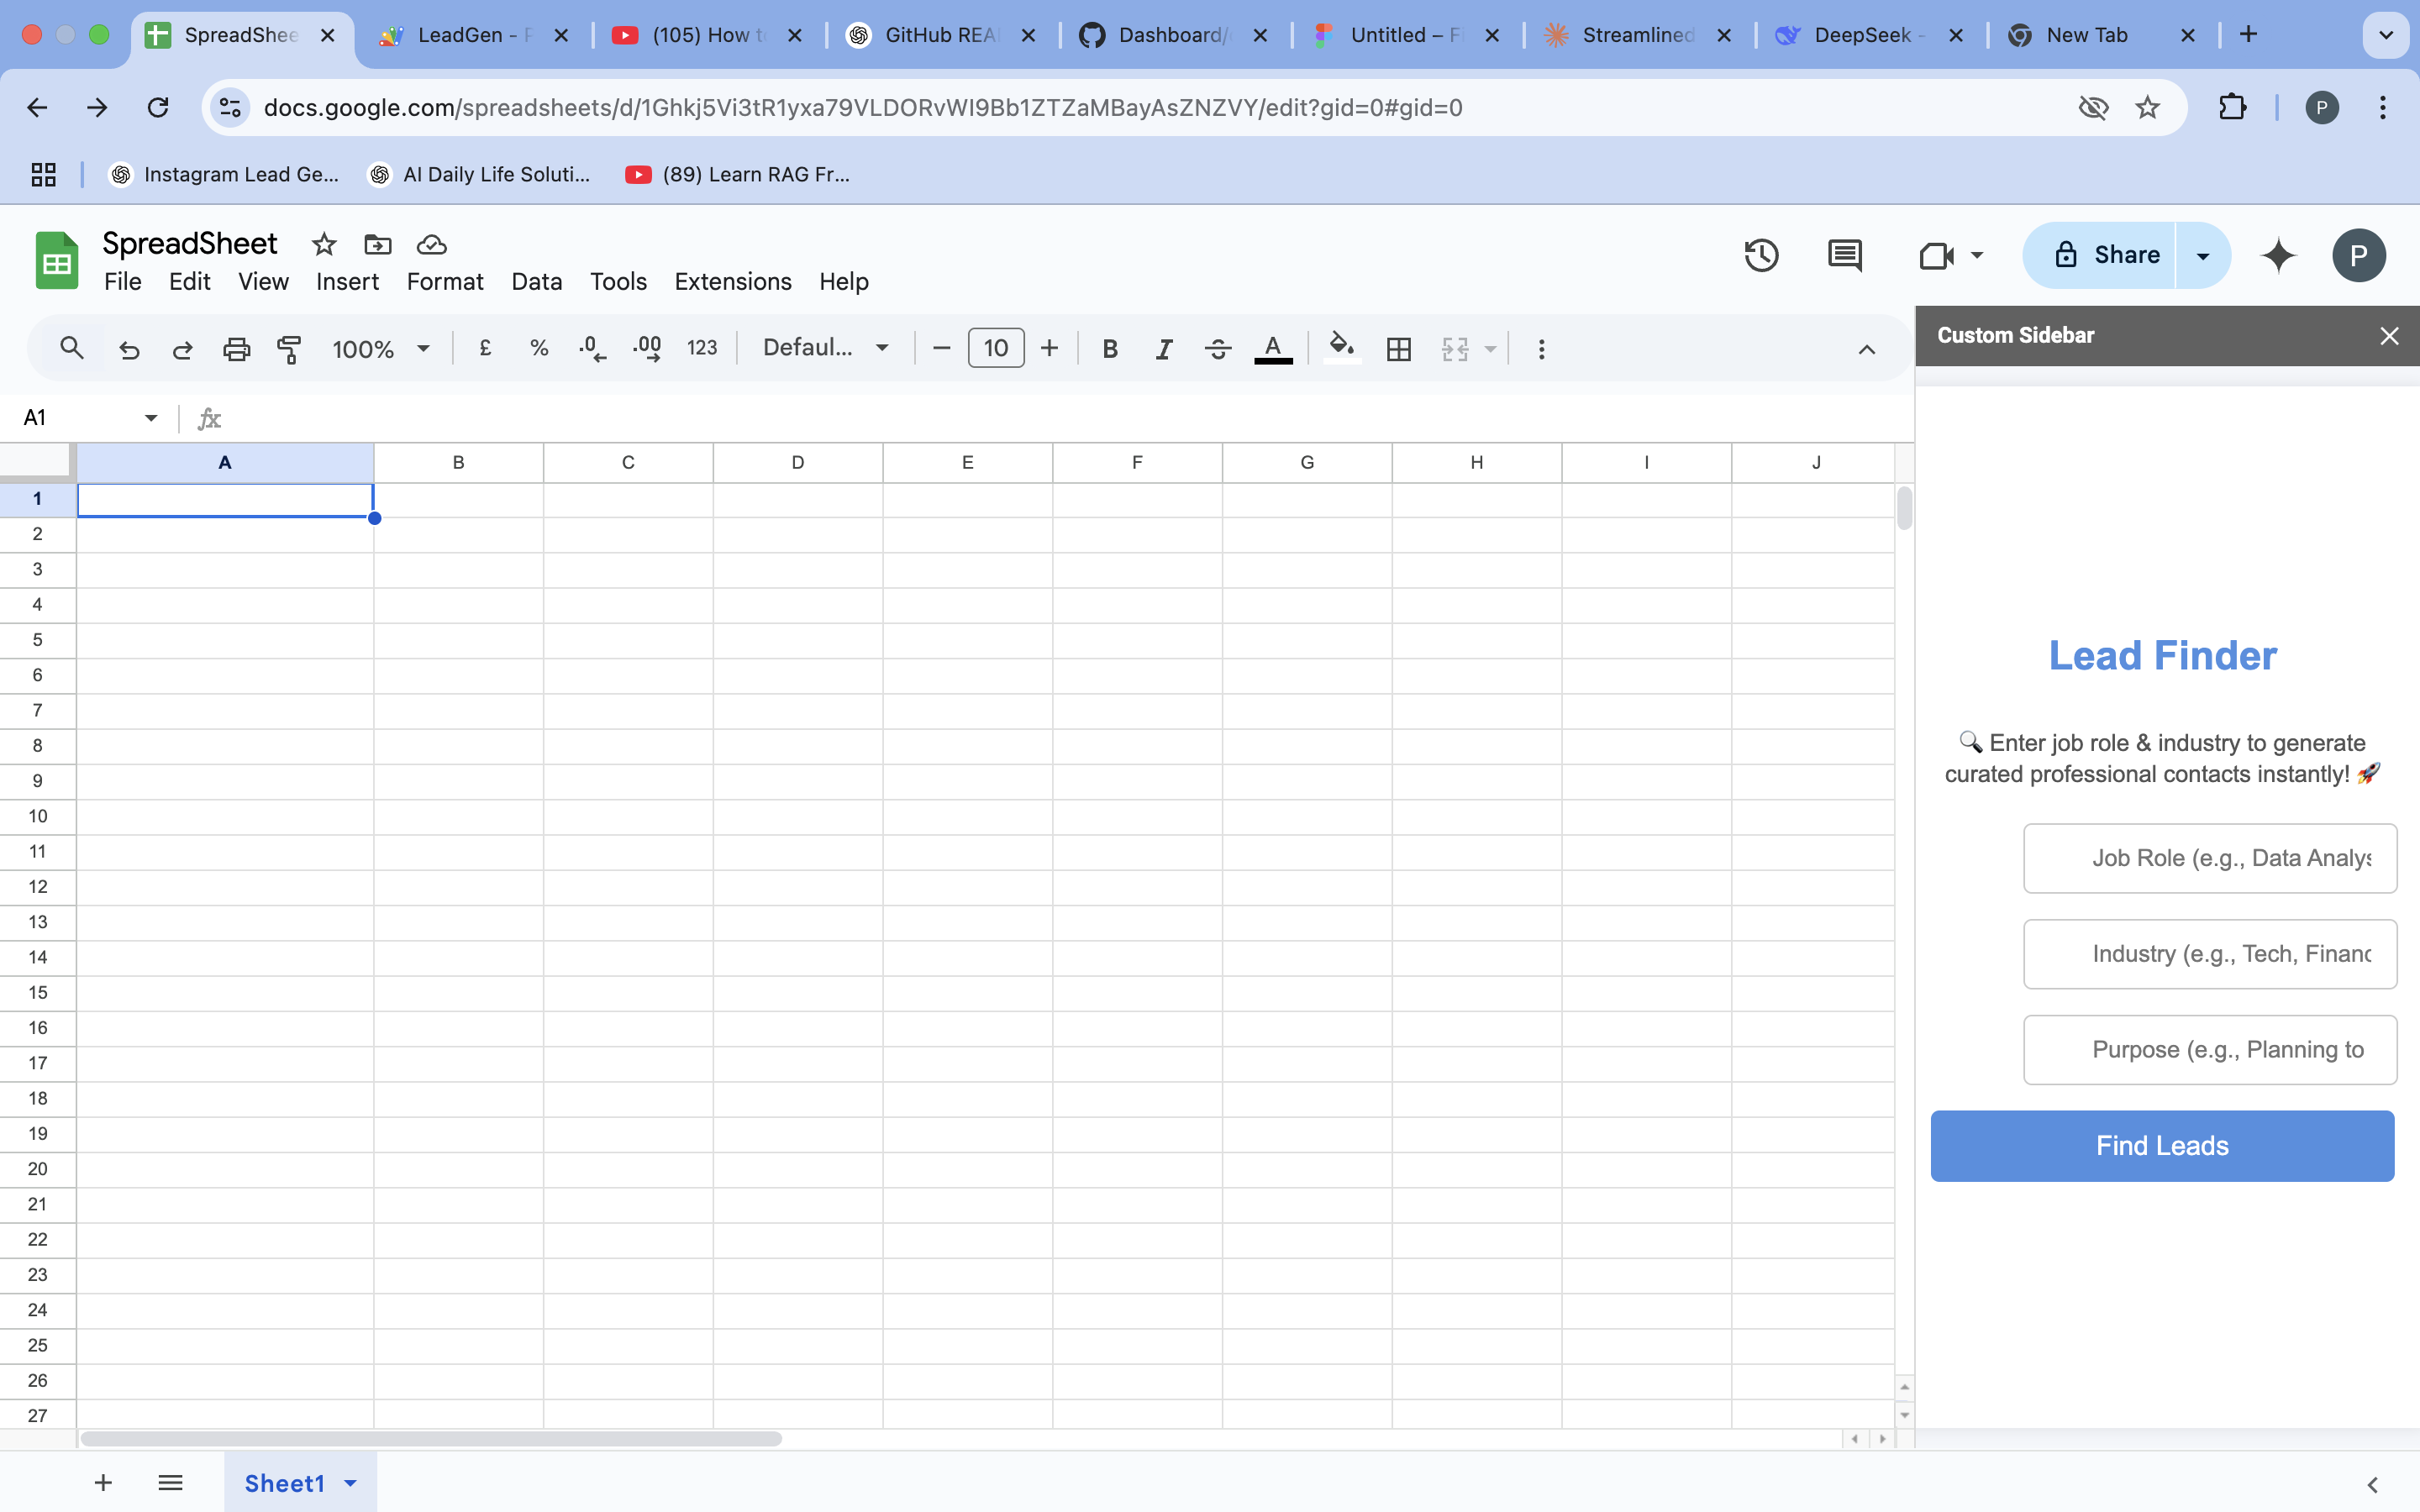 SpreadShee
LeadGen - P
(105) How t
GitHub REA
Dashboard/
Untitled – Fi
Streamlined
DeepSeek -
New Tab
docs.google.com/spreadsheets/d/1Ghkj5Vi3tR1yxa79VLDORvWI9Bb1ZTZaMBayAsZNZVY/edit?gid=0#gid=0
P
Instagram Lead Ge...
AI Daily Life Soluti...
(89) Learn RAG Fr...
SpreadSheet
File Edit View Insert Format Data Tools Extensions Help
Share
P
100% £ % .0 .00 123 Defaul... 10 B I S A
Custom Sidebar
A1 fx
A B C D E F G H I J
1
2
3
4
5
6
7
8
9
10
11
12
13
14
15
16
17
18
19
20
21
22
23
24
25
26
27
Lead Finder
🔍 Enter job role & industry to generate
curated professional contacts instantly! 🚀
Job Role (e.g., Data Analys
Industry (e.g., Tech, Financ
Purpose (e.g., Planning to
Find Leads
Sheet1